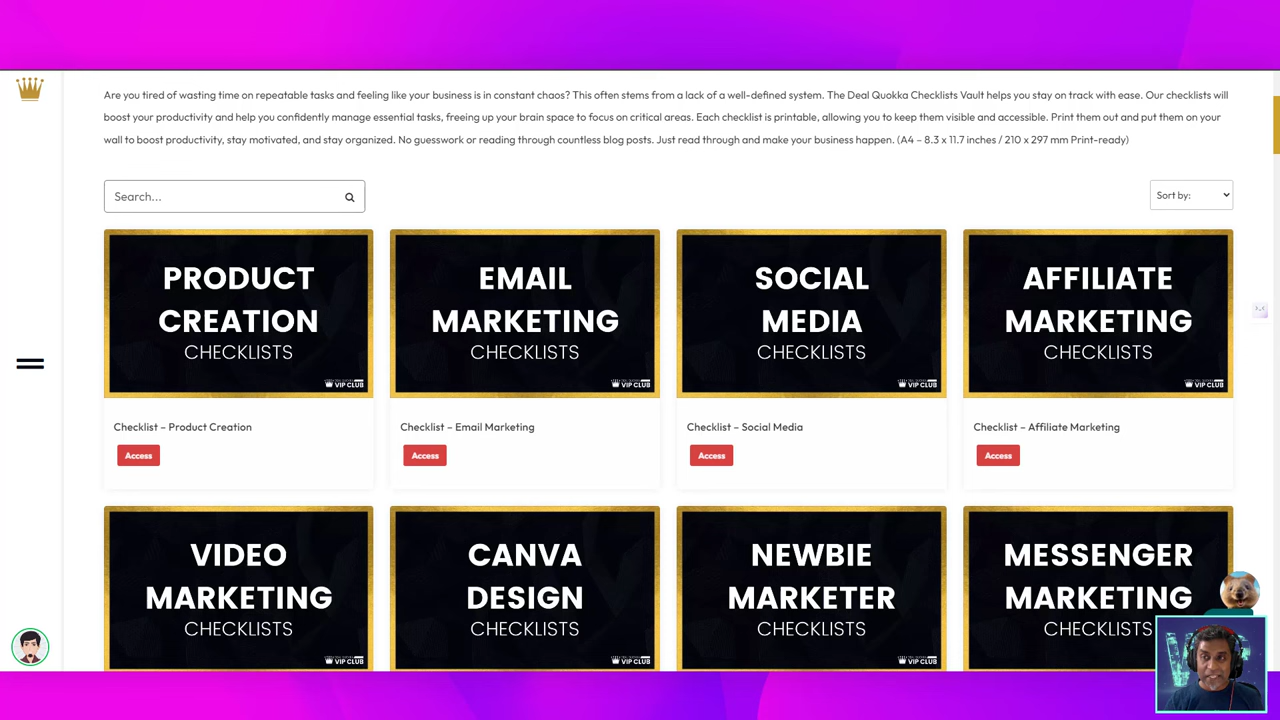 Are you tired of wasting time on repeatable tasks and feeling like your business is in constant chaos? This often stems from a lack of a well-defined system. The Deal Quokka Checklists Vault helps you stay on track with ease. Our checklists will
boost your productivity and help you confidently manage essential tasks, freeing up your brain space to focus on critical areas. Each checklist is printable, allowing you to keep them visible and accessible. Print them out and put them on your
wall to boost productivity, stay motivated, and stay organized. No guesswork or reading through countless blog posts. Just read through and make your business happen. (A4 – 8.3 x 11.7 inches / 210 x 297 mm Print-ready)
Search...
Sort by:
PRODUCT
CREATION
CHECKLISTS
VIP CLUB
EMAIL
MARKETING
CHECKLISTS
VIP CLUB
SOCIAL
MEDIA
CHECKLISTS
VIP CLUB
AFFILIATE
MARKETING
CHECKLISTS
VIP CLUB
Checklist – Product Creation
Access
Checklist – Email Marketing
Access
Checklist – Social Media
Access
Checklist – Affiliate Marketing
Access
VIDEO
MARKETING
CHECKLISTS
VIP CLUB
CANVA
DESIGN
CHECKLISTS
VIP CLUB
NEWBIE
MARKETER
CHECKLISTS
VIP CLUB
MESSENGER
MARKETING
CHECKLISTS